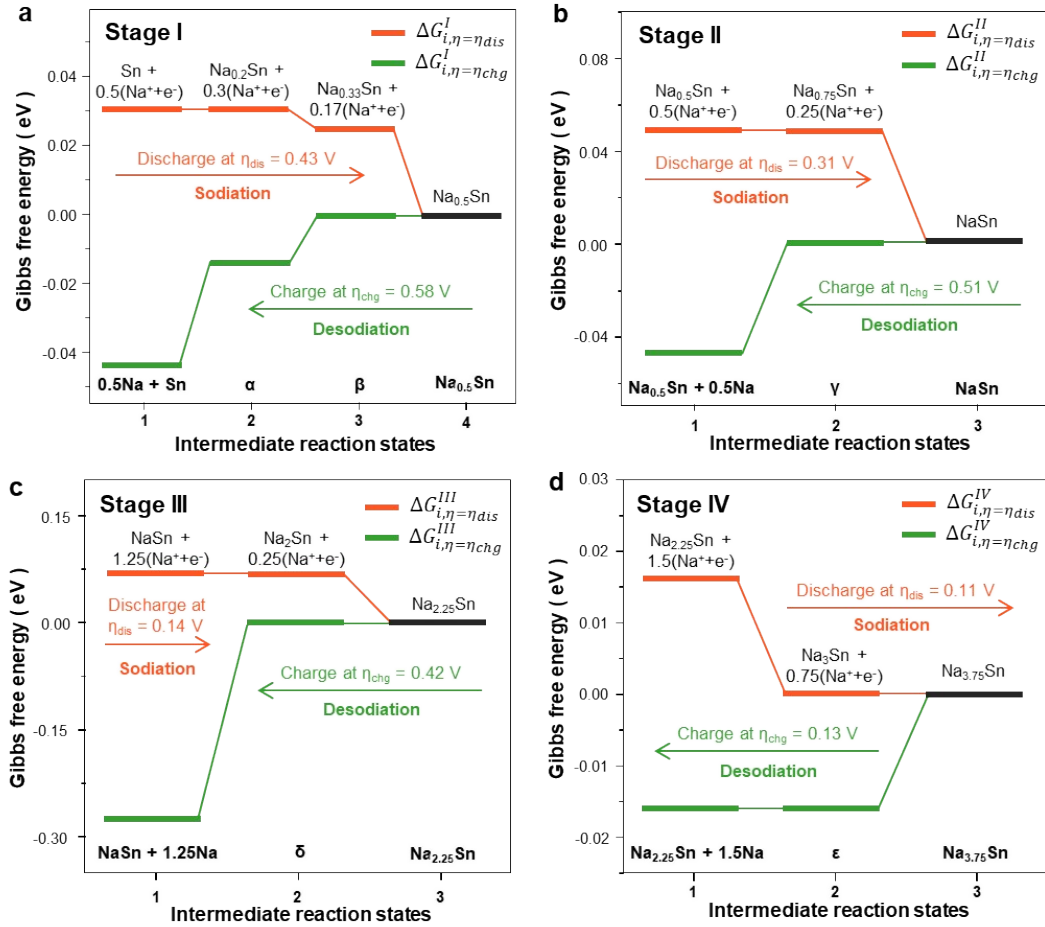 a
Stage I
ΔG^I_{i,η=η_dis}
ΔG^I_{i,η=η_chg}
Sn +
0.5(Na⁺+e⁻)
Na₀.₂Sn +
0.3(Na⁺+e⁻)
Na₀.₃₃Sn +
0.17(Na⁺+e⁻)
Discharge at η_dis = 0.43 V
Sodiation
Na₀.₅Sn
Charge at η_chg = 0.58 V
Desodiation
0.04
0.02
0.00
-0.02
-0.04
Gibbs free energy ( eV )
0.5Na + Sn
α
β
Na₀.₅Sn
1
2
3
4
Intermediate reaction states
b
Stage II
ΔG^II_{i,η=η_dis}
ΔG^II_{i,η=η_chg}
Na₀.₅Sn +
0.5(Na⁺+e⁻)
Na₀.₇₅Sn +
0.25(Na⁺+e⁻)
Discharge at η_dis = 0.31 V
Sodiation
NaSn
Charge at η_chg = 0.51 V
Desodiation
0.08
0.04
0.00
-0.04
Gibbs free energy ( eV )
Na₀.₅Sn + 0.5Na
γ
NaSn
1
2
3
Intermediate reaction states
c
Stage III
ΔG^III_{i,η=η_dis}
ΔG^III_{i,η=η_chg}
NaSn +
1.25(Na⁺+e⁻)
Na₂Sn +
0.25(Na⁺+e⁻)
Discharge at
η_dis = 0.14 V
Sodiation
Na₂.₂₅Sn
Charge at η_chg = 0.42 V
Desodiation
0.15
0.00
-0.15
-0.30
Gibbs free energy ( eV )
NaSn + 1.25Na
δ
Na₂.₂₅Sn
1
2
3
Intermediate reaction states
d
Stage IV
ΔG^IV_{i,η=η_dis}
ΔG^IV_{i,η=η_chg}
Na₂.₂₅Sn +
1.5(Na⁺+e⁻)
Discharge at η_dis = 0.11 V
Sodiation
Na₃Sn +
0.75(Na⁺+e⁻)
Na₃.₇₅Sn
Charge at η_chg = 0.13 V
Desodiation
0.03
0.02
0.01
0.00
-0.01
-0.02
Gibbs free energy ( eV )
Na₂.₂₅Sn + 1.5Na
ε
Na₃.₇₅Sn
1
2
3
Intermediate reaction states